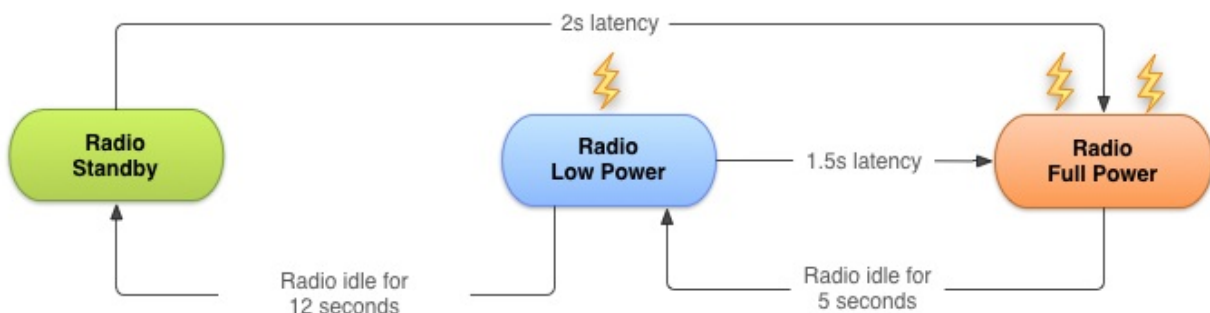 2s latency
Radio
Standby
Radio
Low Power
1.5s latency
Radio
Full Power
Radio idle for
12 seconds
Radio idle for
5 seconds